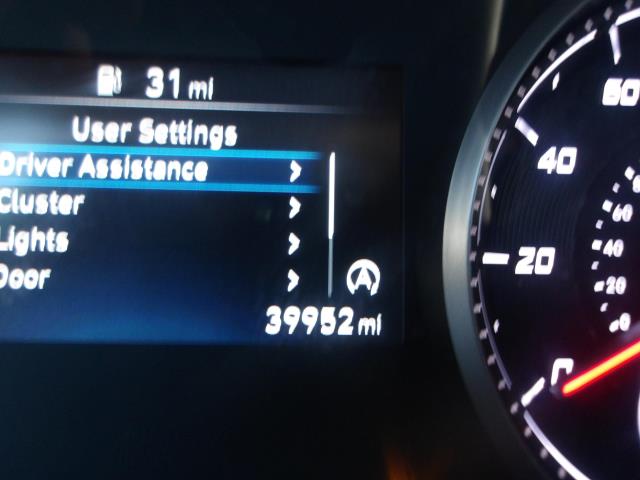 31 mi
User Settings
Driver Assistance
Cluster
Lights
Door
A
39952 mi
60
40
20
0
60
40
20
0